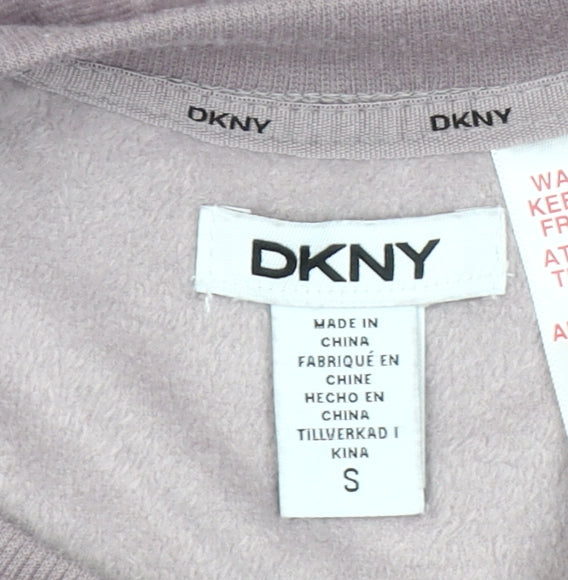 DKNY DKNY
DKNY
MADE IN
CHINA
FABRIQUÉ EN
CHINE
HECHO EN
CHINA
TILLVERKAD I
KINA
S